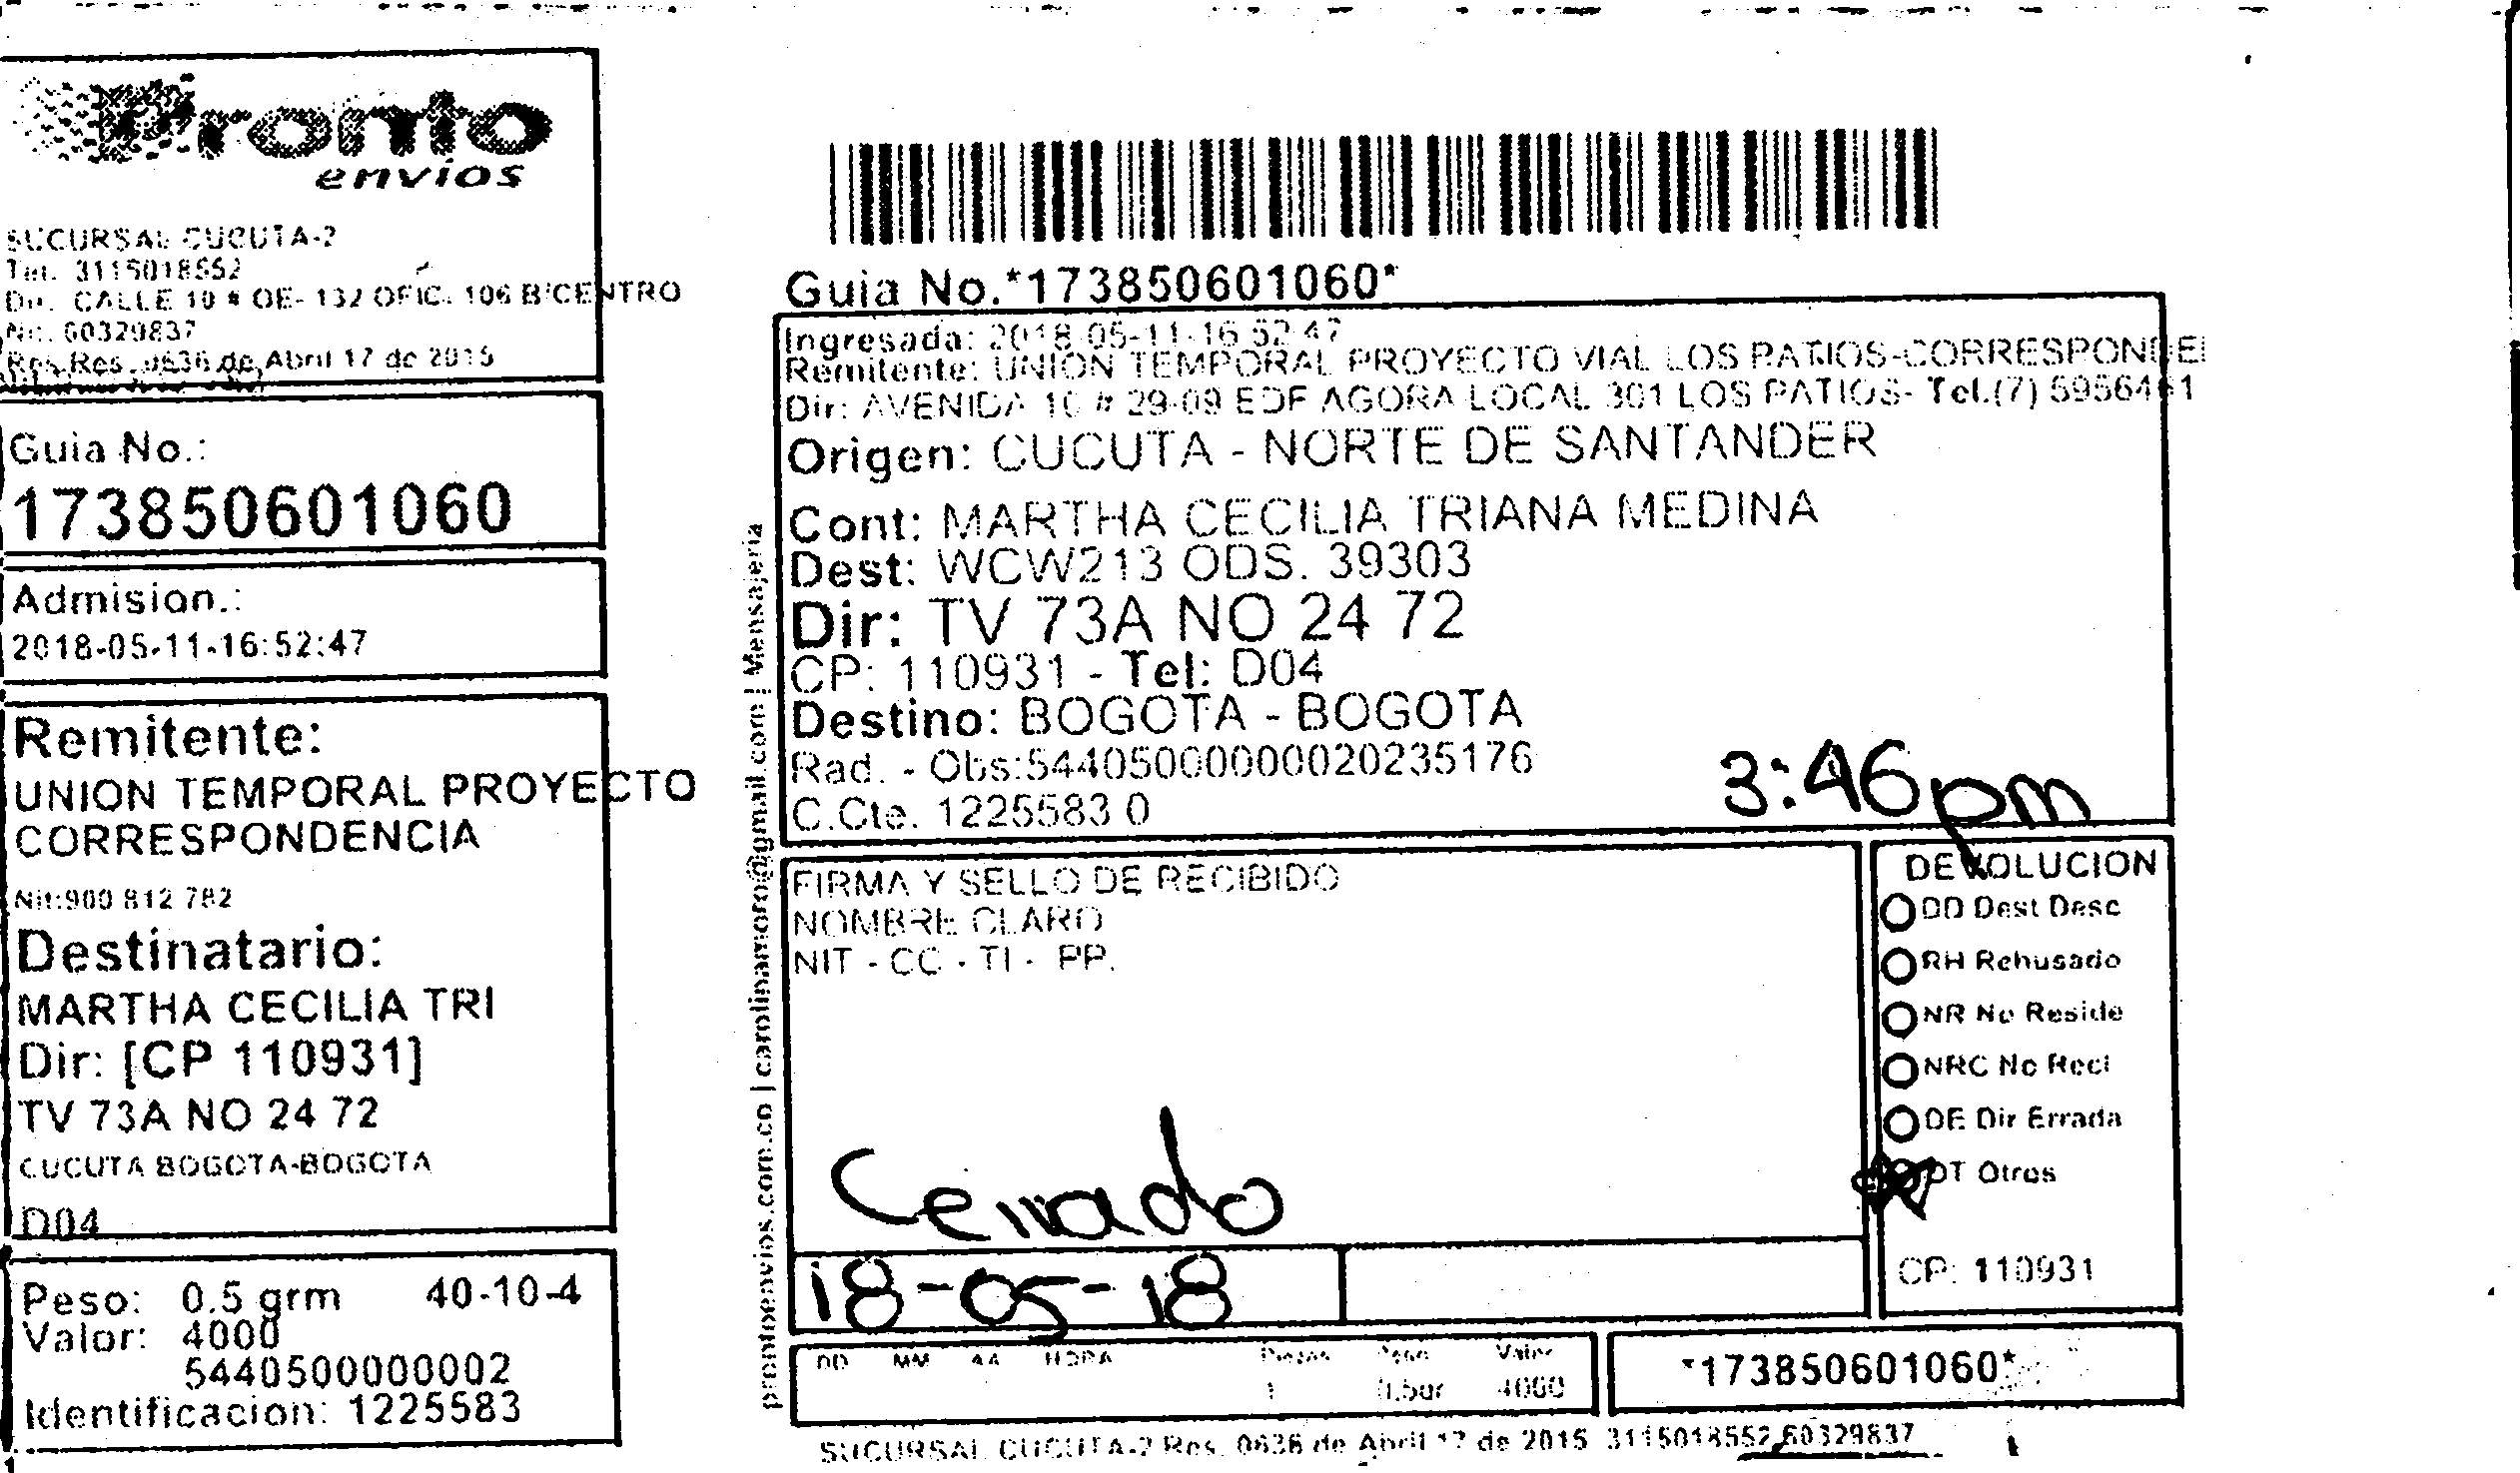 Pronto
envios
SUCURSAL CUCUTA-2
Tel. 3115018552
Dir. CALLE 10 # OE- 132 OFIC. 106 B/CENTRO
Nit. 60329837
Res.Res. 0636 de Abril 17 de 2015
Guia No.:
173850601060
Admision.:
2018-05-11-16:52:47
Remitente:
UNION TEMPORAL PROYECTO
CORRESPONDENCIA
Nit:900 812 782
Destinatario:
MARTHA CECILIA TRI
Dir: [CP 110931]
TV 73A NO 24 72
CUCUTA BOGOTA-BOGOTA
D04
Peso: 0.5 grm 40-10-4
Valor: 4000
5440500000002
Identificacion: 1225583
prontoenvios.com.co | carolinamoro@gmail.com | Mensajeria
Guia No.*173850601060*
Ingresada: 2018-05-11-16:52:47
Remitente: UNION TEMPORAL PROYECTO VIAL LOS PATIOS-CORRESPONDEI
Dir: AVENIDA 10 # 29-09 EDF AGORA LOCAL 301 LOS PATIOS- Tel.(7) 5956461
Origen: CUCUTA - NORTE DE SANTANDER
Cont: MARTHA CECILIA TRIANA MEDINA
Dest: WCW213 ODS. 39303
Dir: TV 73A NO 24 72
CP: 110931 - Tel: D04
Destino: BOGOTA - BOGOTA
Rad. - Obs:544050000000020235176
C.Cte. 1225583 0
3:46pm
FIRMA Y SELLO DE RECIBIDO
NOMBRE CLARO
NIT - CC - TI - PP.
Cerrado
18-05-18
DEVOLUCION
DD Dest Desc
RH Rehusado
NR No Reside
NRC No Recl
DE Dir Errada
OT Otros
CP: 110931
DD MM AA HORA Piezas Peso Valor
1 0.5gr 4000
*173850601060*
SUCURSAL CUCUTA-2 Res. 0636 de Abril 17 de 2015 3115018552 60329837